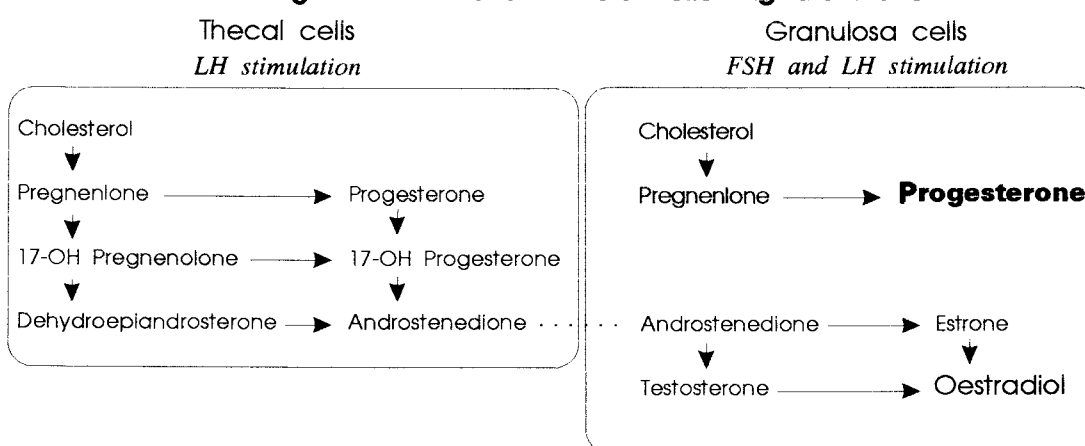 Thecal cells
LH stimulation
Granulosa cells
FSH and LH stimulation
Cholesterol
Pregnenlone
Progesterone
17-OH Pregnenolone
17-OH Progesterone
Dehydroepiandrosterone
Androstenedione
Cholesterol
Pregnenlone
Progesterone
Androstenedione
Estrone
Testosterone
Oestradiol